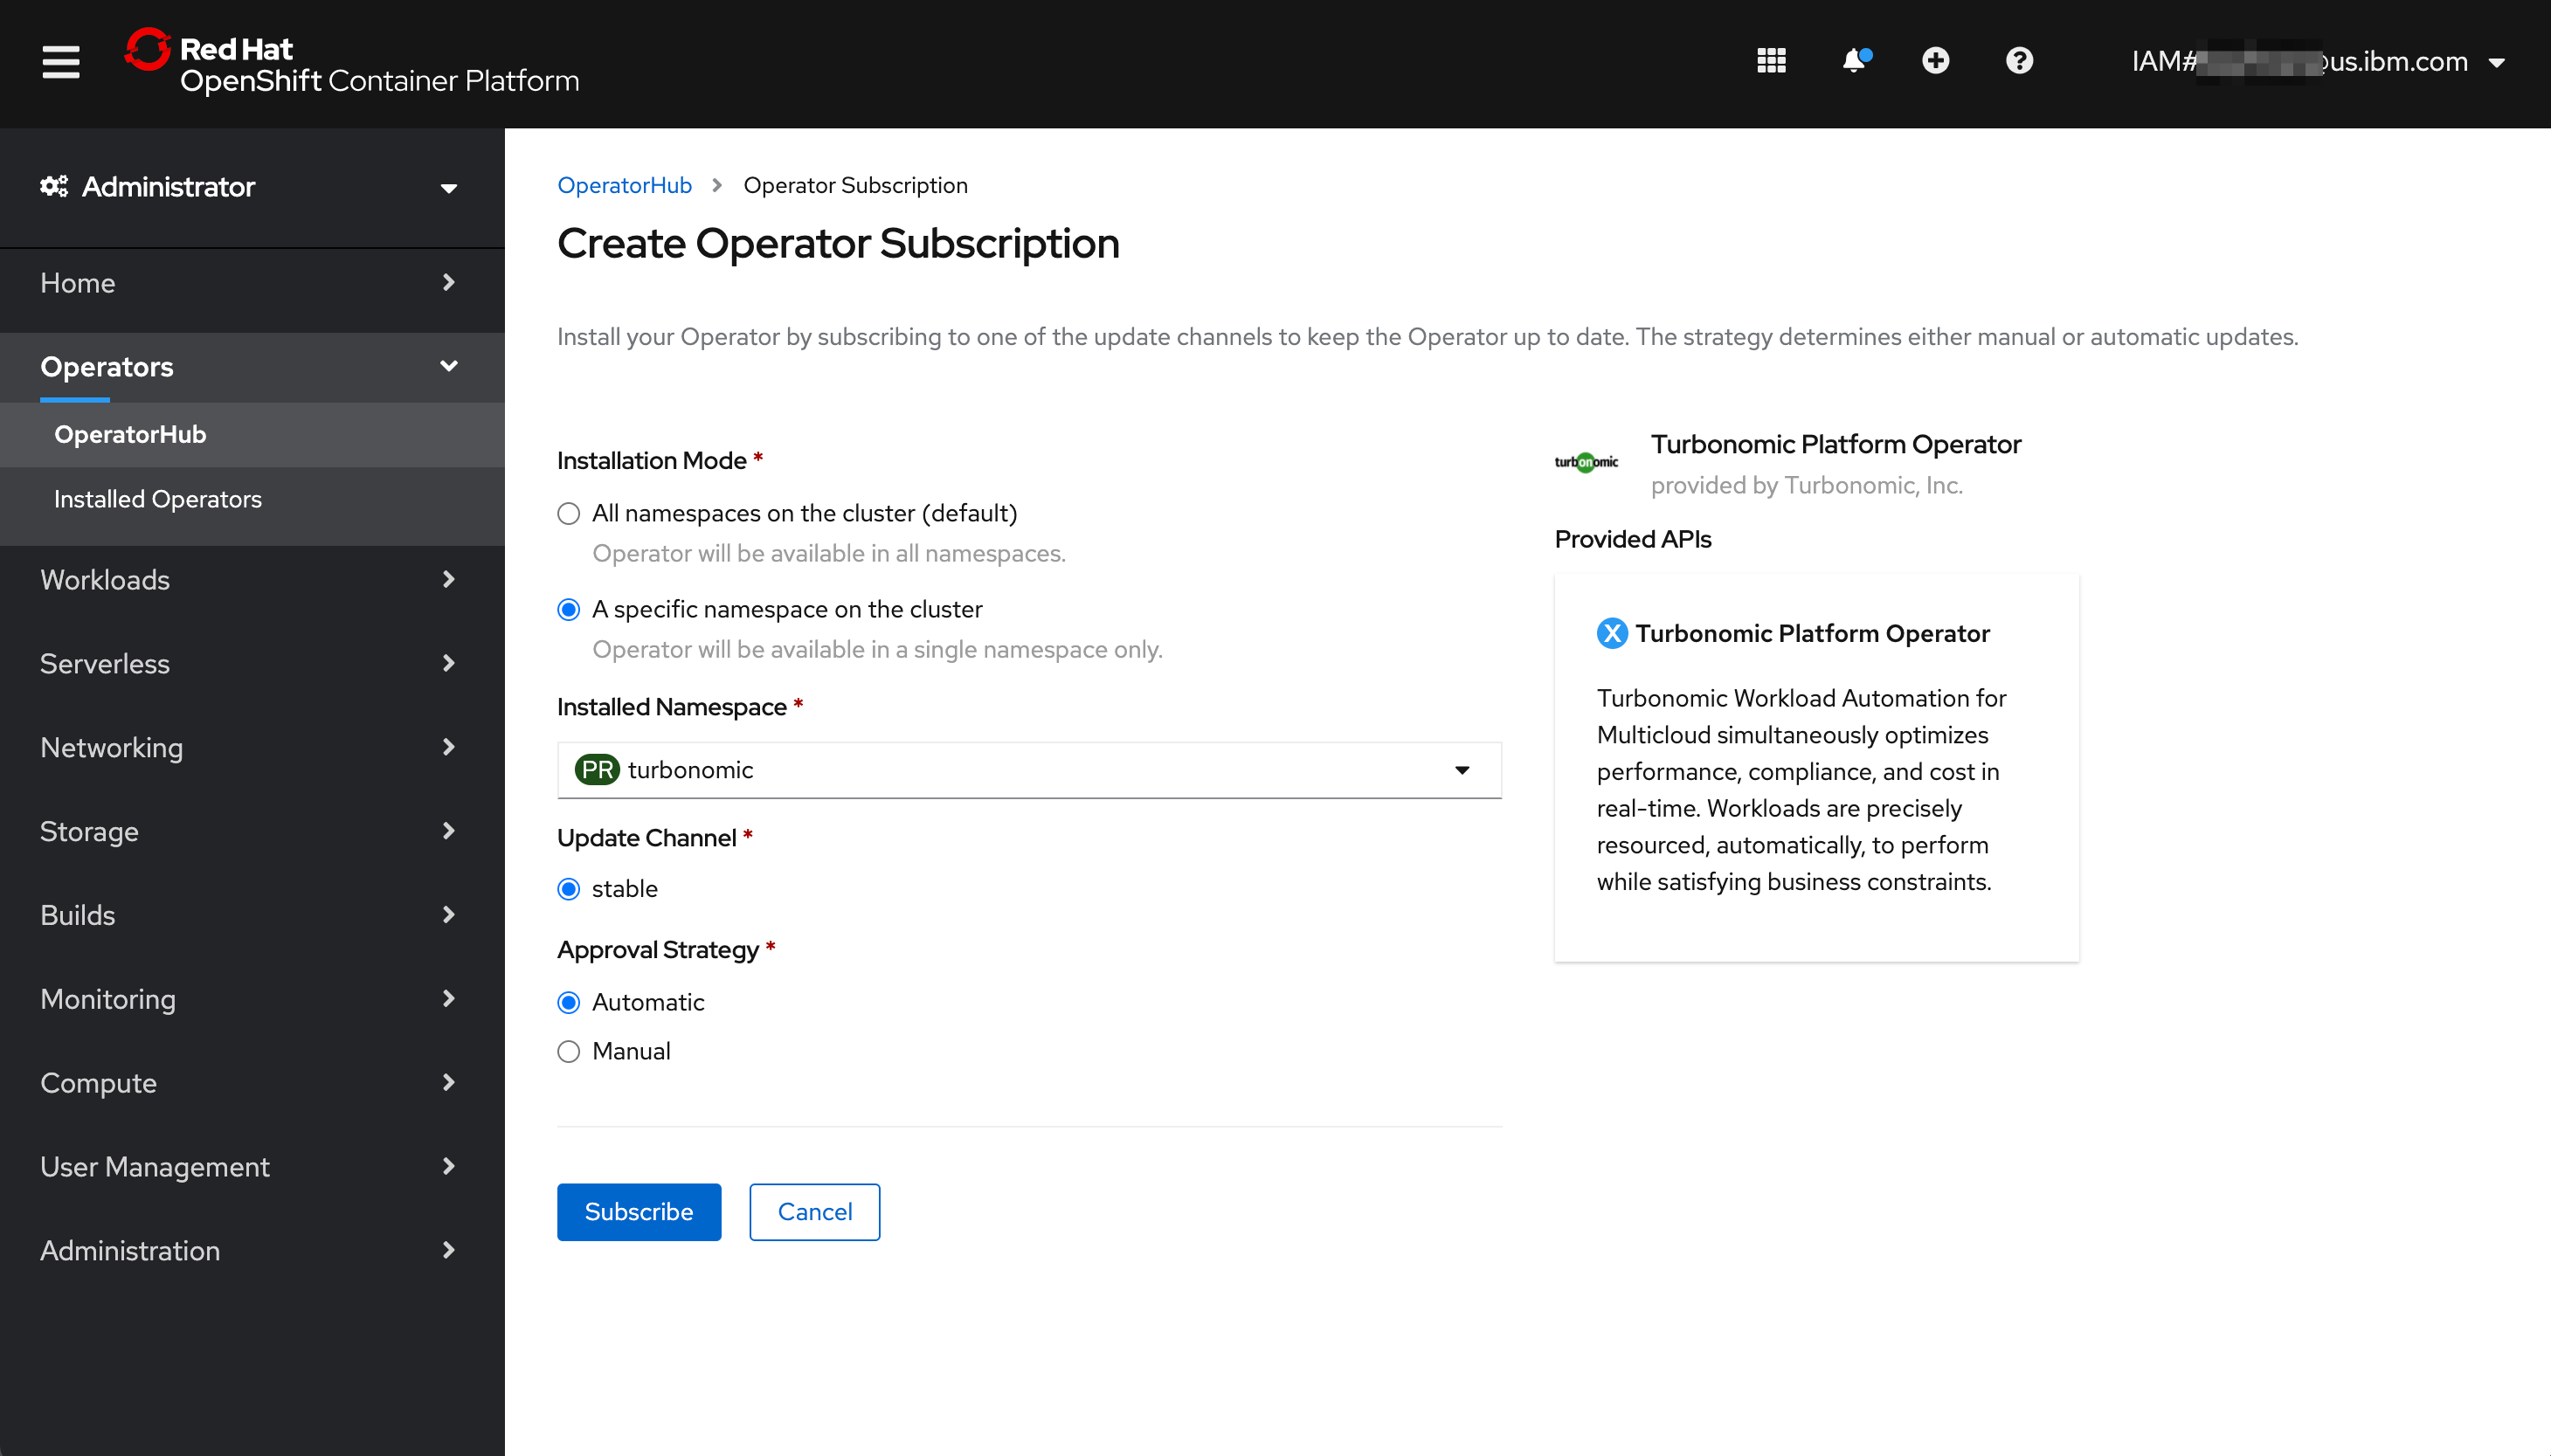 Red Hat
OpenShift Container Platform
IAM# us.ibm.com
Administrator
Home
Operators
OperatorHub
Installed Operators
Workloads
Serverless
Networking
Storage
Builds
Monitoring
Compute
User Management
Administration
OperatorHub > Operator Subscription
Create Operator Subscription
Install your Operator by subscribing to one of the update channels to keep the Operator up to date. The strategy determines either manual or automatic updates.
Installation Mode *
All namespaces on the cluster (default)
Operator will be available in all namespaces.
A specific namespace on the cluster
Operator will be available in a single namespace only.
Installed Namespace *
PR turbonomic
Update Channel *
stable
Approval Strategy *
Automatic
Manual
Subscribe Cancel
turbonomic
Turbonomic Platform Operator
provided by Turbonomic, Inc.
Provided APIs
X Turbonomic Platform Operator
Turbonomic Workload Automation for
Multicloud simultaneously optimizes
performance, compliance, and cost in
real-time. Workloads are precisely
resourced, automatically, to perform
while satisfying business constraints.